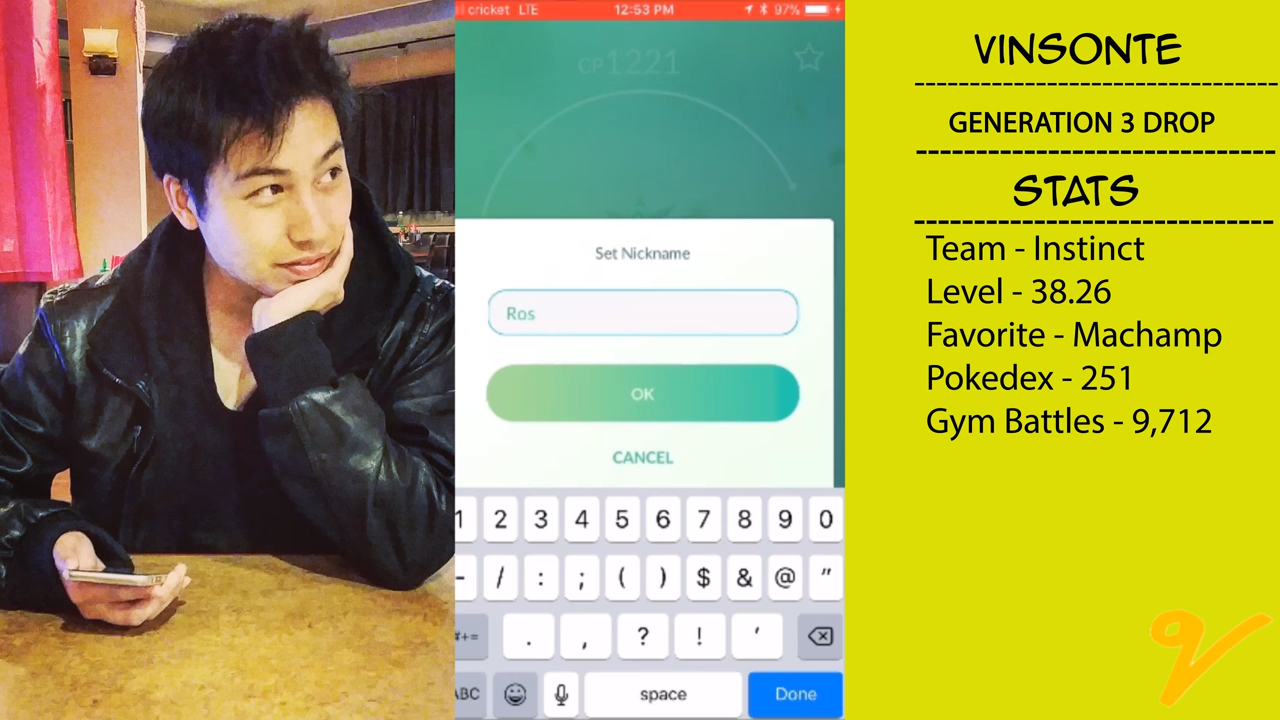 cricket LTE 12:53 PM 97%
CP1221
Set Nickname
Ros
OK
CANCEL
1 2 3 4 5 6 7 8 9 0
- / : ; ( ) $ & @ "
#+= . , ? ! '
ABC space Done
VINSONTE
GENERATION 3 DROP
STATS
Team - Instinct
Level - 38.26
Favorite - Machamp
Pokedex - 251
Gym Battles - 9,712
V